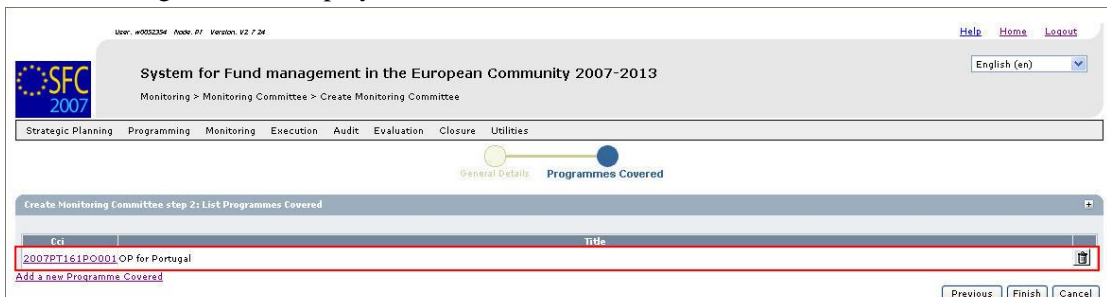 User. w0052354 Node. P1 Version. V2 7 24
Help Home Logout
SFC
2007
System for Fund management in the European Community 2007-2013
English (en)
Monitoring > Monitoring Committee > Create Monitoring Committee
Strategic Planning Programming Monitoring Execution Audit Evaluation Closure Utilities
General Details Programmes Covered
Create Monitoring Committee step 2: List Programmes Covered
Cci Title
2007PT161PO001 OP for Portugal
Add a new Programme Covered
Previous Finish Cancel